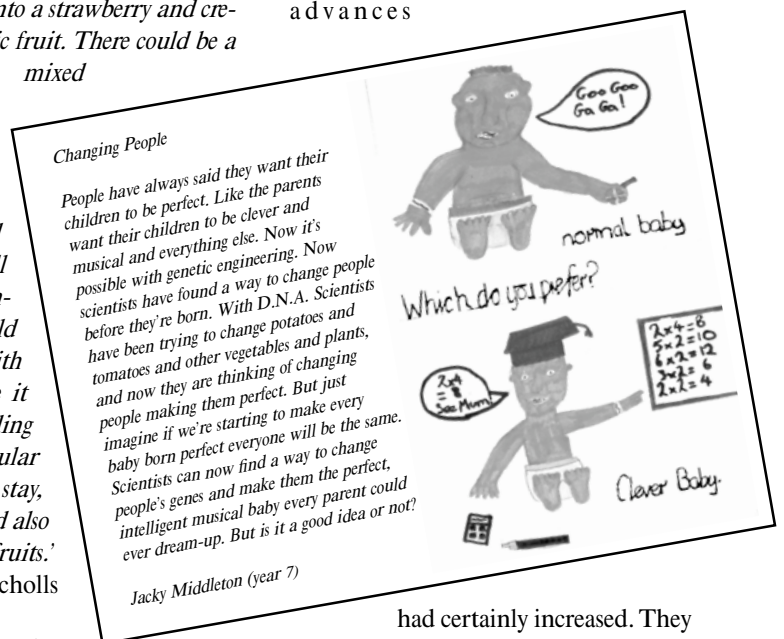 nto a strawberry and cre-
ic fruit. There could be a
mixed
advances
Changing People
People have always said they want their
children to be perfect. Like the parents
want their children to be clever and
musical and everything else. Now it's
possible with genetic engineering. Now
scientists have found a way to change people
before they're born. With D.N.A. Scientists
have been trying to change potatoes and
tomatoes and other vegetables and plants,
and now they are thinking of changing
people making them perfect. But just
imagine if we're starting to make every
baby born perfect everyone will be the same.
Scientists can now find a way to change
people's genes and make them the perfect,
intelligent musical baby every parent could
ever dream-up. But is it a good idea or not?
Jacky Middleton (year 7)
Goo Goo
Ga Ga!
normal baby
Which do you prefer?
2x4
= 8
See Mum
2x4=8
5x2=10
6x2=12
3x2=6
2x2=4
Clever Baby.
ld
ith
it
ling
ular
stay,
d also
fruits.'
cholls
had certainly increased. They